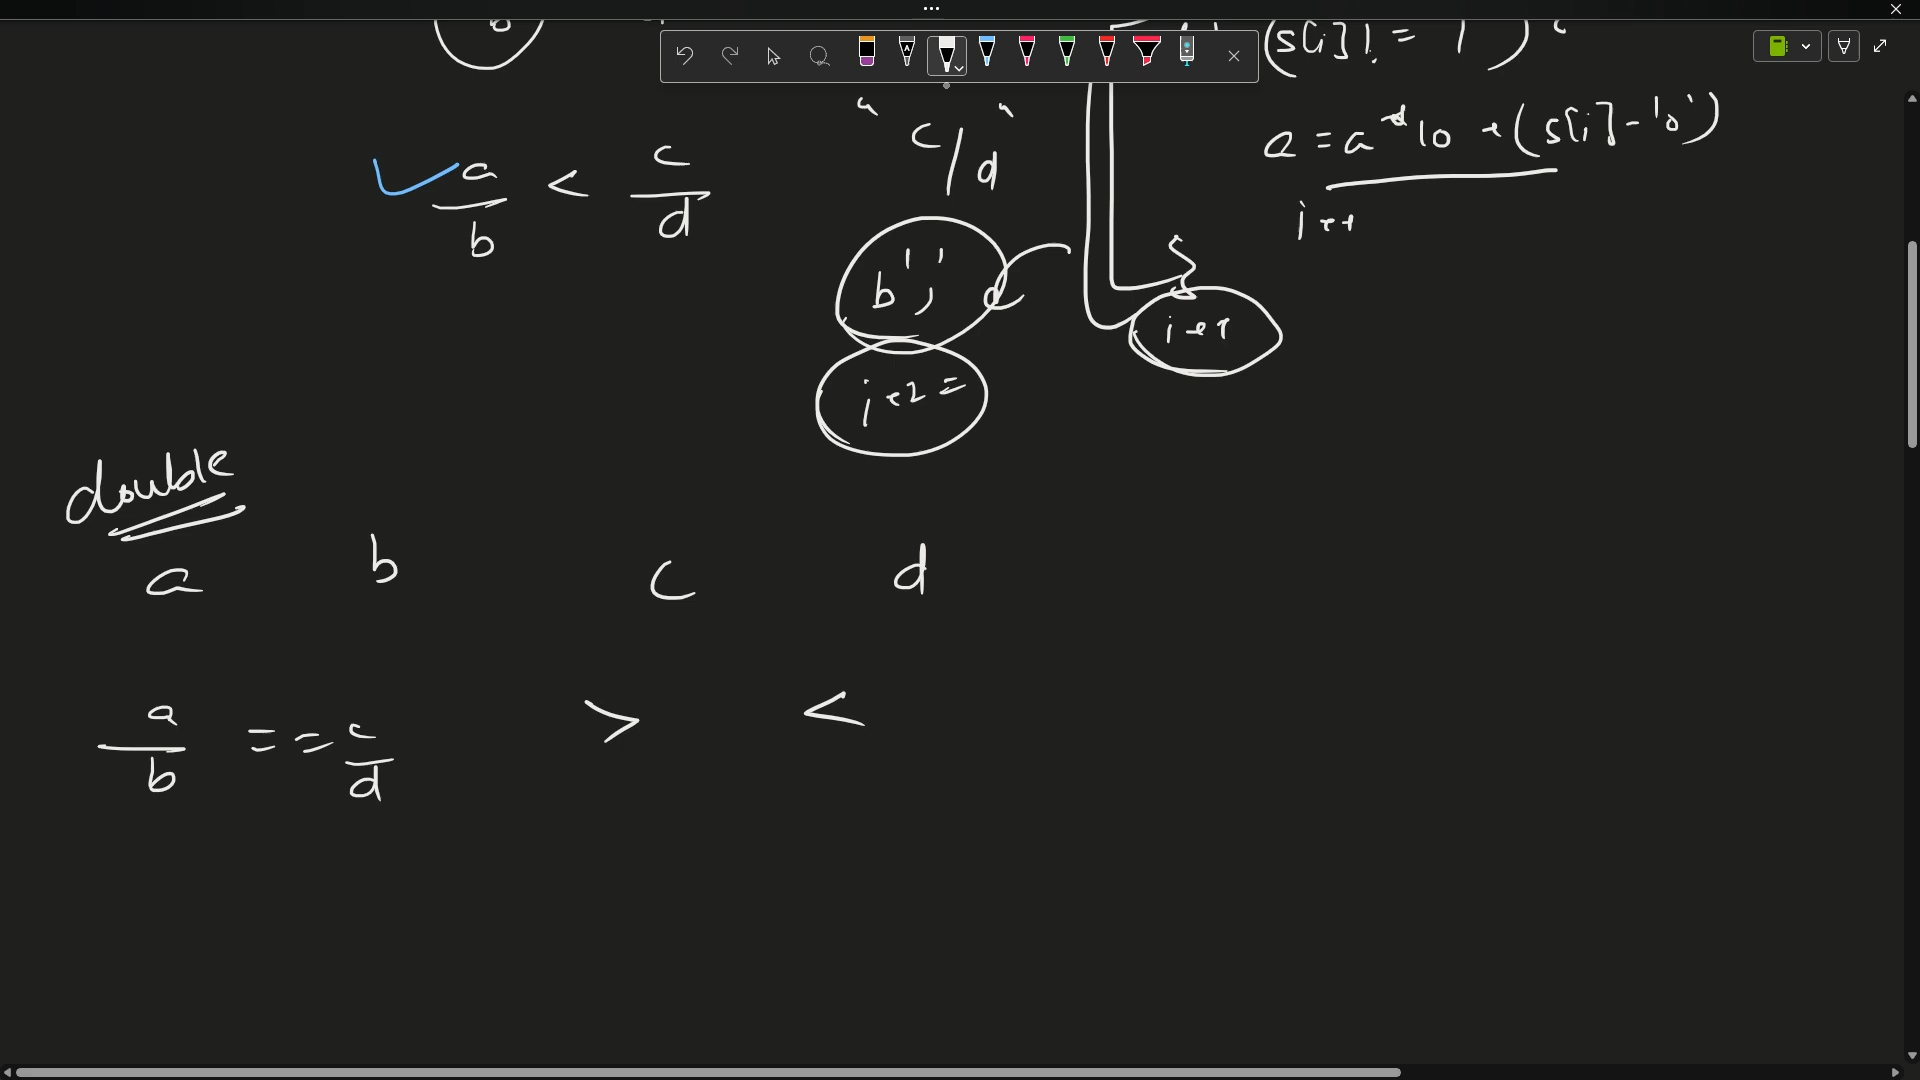 b
(s[i]! = '/')
" c/d "
a = a * 10 + (s[i] - '0')
i++
a/b < c/d
b ',' 
i++
i+2 =
double
a b c d
a/b == c/d > <